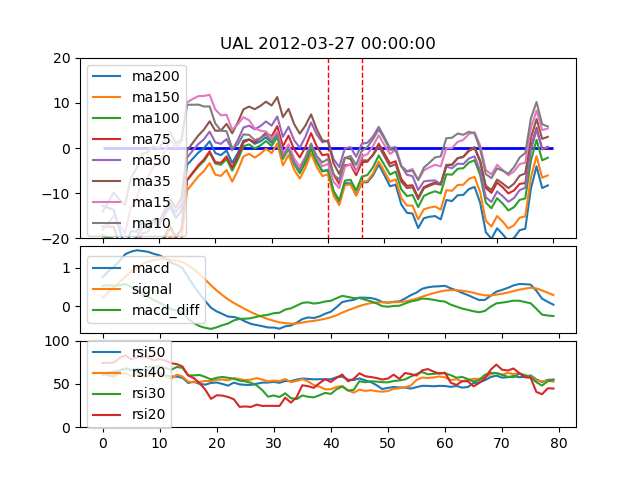 UAL 2012-03-27 00:00:00
20
10
0
−10
−20
ma200
ma150
ma100
ma75
ma50
ma35
ma15
ma10
1
0
macd
signal
macd_diff
100
50
0
rsi50
rsi40
rsi30
rsi20
0 10 20 30 40 50 60 70 80